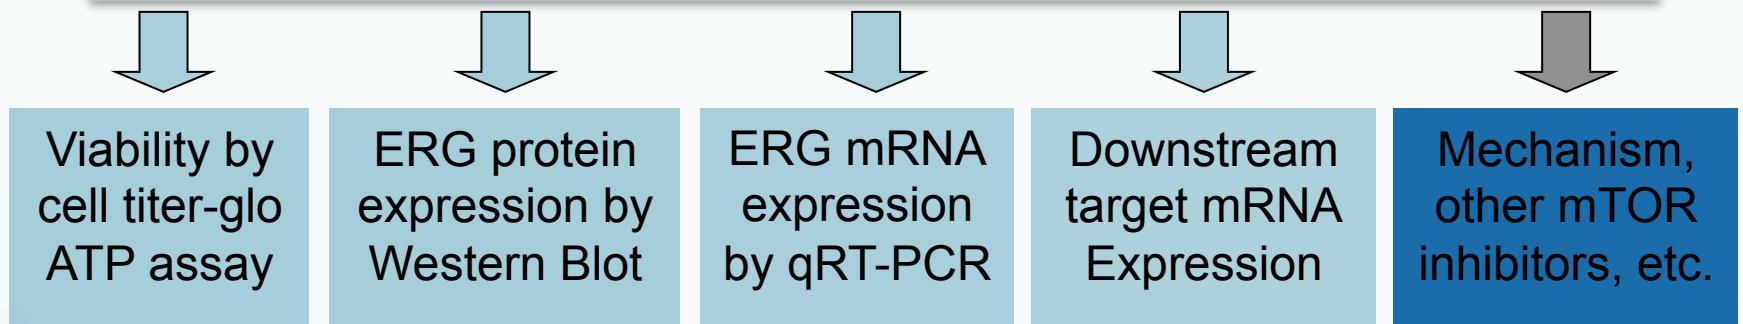 Viability by
cell titer-glo
ATP assay
ERG protein
expression by
Western Blot
ERG mRNA
expression
by qRT-PCR
Downstream
target mRNA
Expression
Mechanism,
other mTOR
inhibitors, etc.